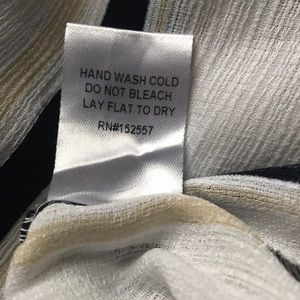 HAND WASH COLD
DO NOT BLEACH
LAY FLAT TO DRY
RN#152557